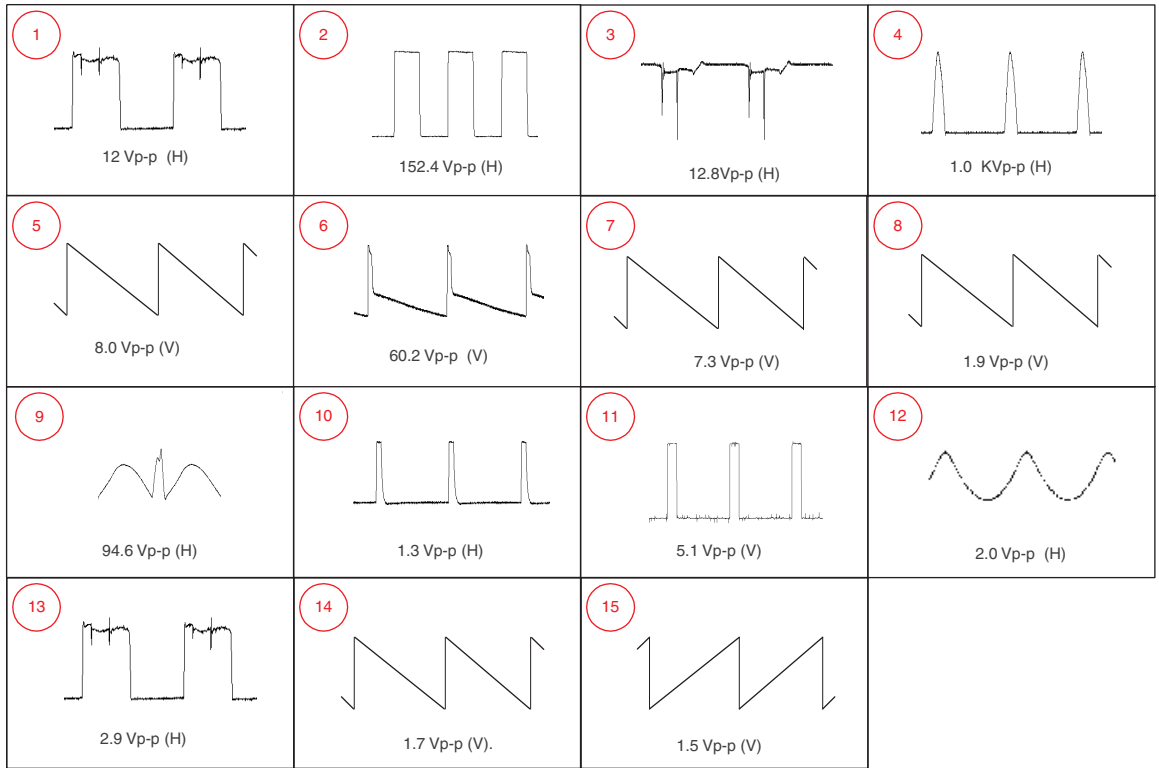 1
12 Vp-p (H)
2
152.4 Vp-p (H)
3
12.8Vp-p (H)
4
1.0 KVp-p (H)
5
8.0 Vp-p (V)
6
60.2 Vp-p (V)
7
7.3 Vp-p (V)
8
1.9 Vp-p (V)
9
94.6 Vp-p (H)
10
1.3 Vp-p (H)
11
5.1 Vp-p (V)
12
2.0 Vp-p (H)
13
2.9 Vp-p (H)
14
1.7 Vp-p (V).
15
1.5 Vp-p (V)